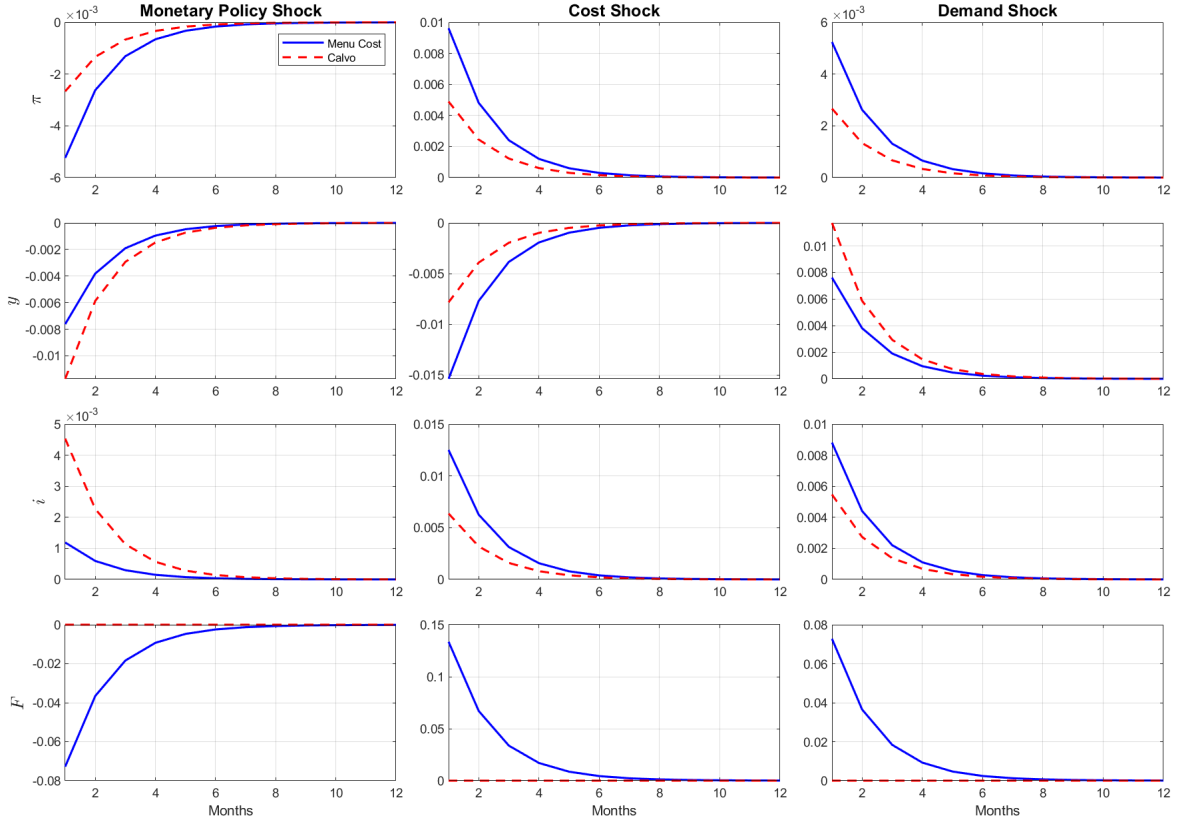 Monetary Policy Shock
Cost Shock
Demand Shock
×10⁻³
0
-2
-4
-6
π
2 4 6 8 10 12
Menu Cost
Calvo
0.01
0.008
0.006
0.004
0.002
0
2 4 6 8 10 12
×10⁻³
6
4
2
0
2 4 6 8 10 12
0
-0.002
-0.004
-0.006
-0.008
-0.01
y
2 4 6 8 10 12
0
-0.005
-0.01
-0.015
2 4 6 8 10 12
0.01
0.008
0.006
0.004
0.002
0
2 4 6 8 10 12
×10⁻³
5
4
3
2
1
0
i
2 4 6 8 10 12
0.015
0.01
0.005
0
2 4 6 8 10 12
0.01
0.008
0.006
0.004
0.002
0
2 4 6 8 10 12
0
-0.02
-0.04
-0.06
-0.08
F
2 4 6 8 10 12
Months
0.15
0.1
0.05
0
2 4 6 8 10 12
Months
0.08
0.06
0.04
0.02
0
2 4 6 8 10 12
Months